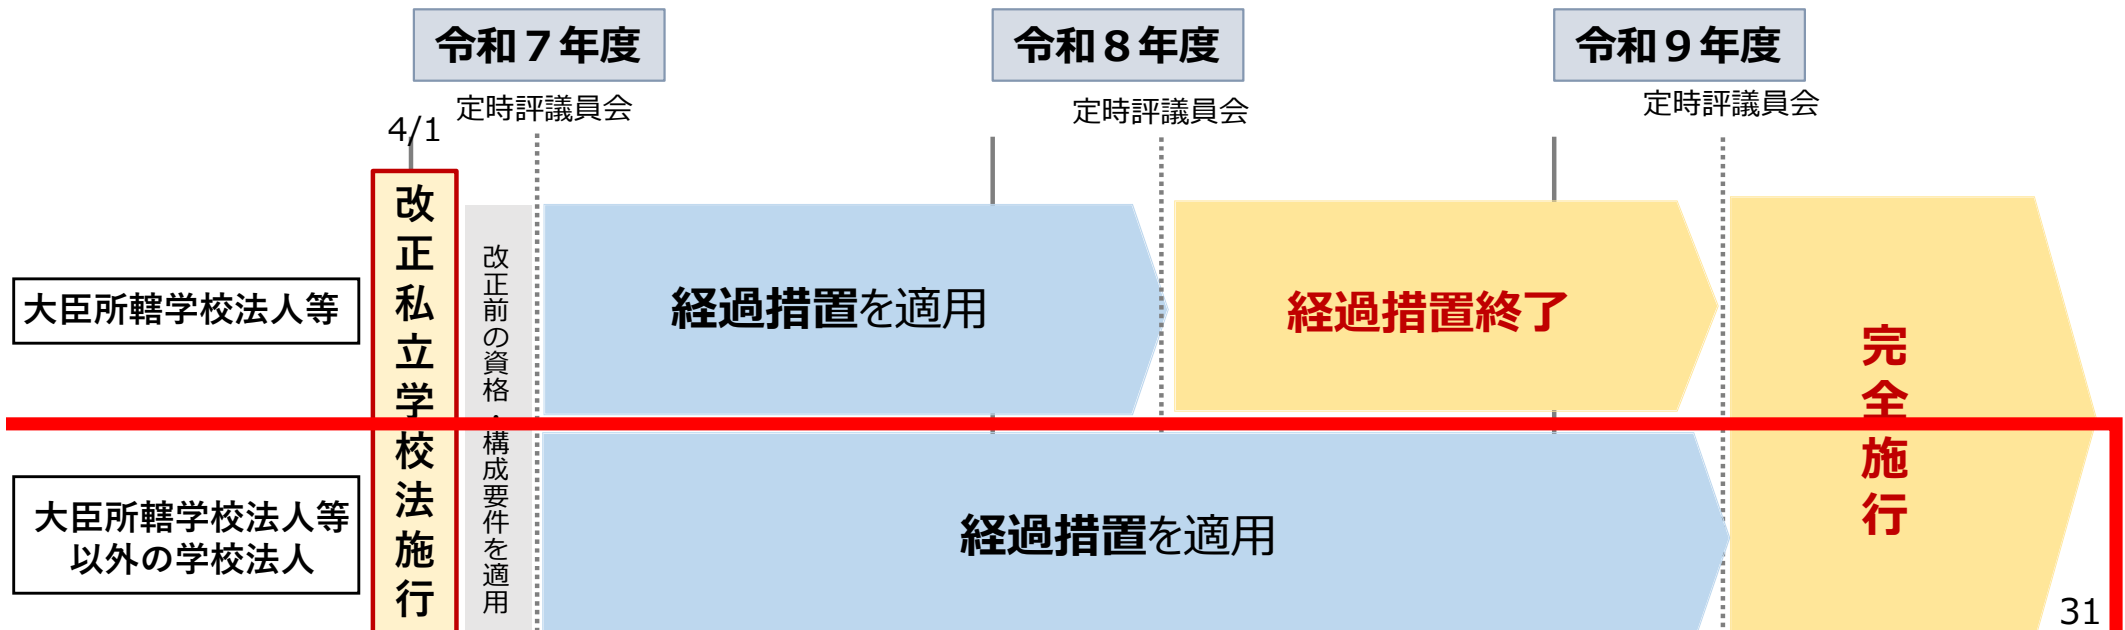 令和７年度
令和８年度
令和９年度
定時評議員会
定時評議員会
定時評議員会
4/1
改正私立学校法施行
改正前の資格・構成要件を適用
大臣所轄学校法人等
経過措置を適用
経過措置終了
完全施行
大臣所轄学校法人等
以外の学校法人
経過措置を適用
31